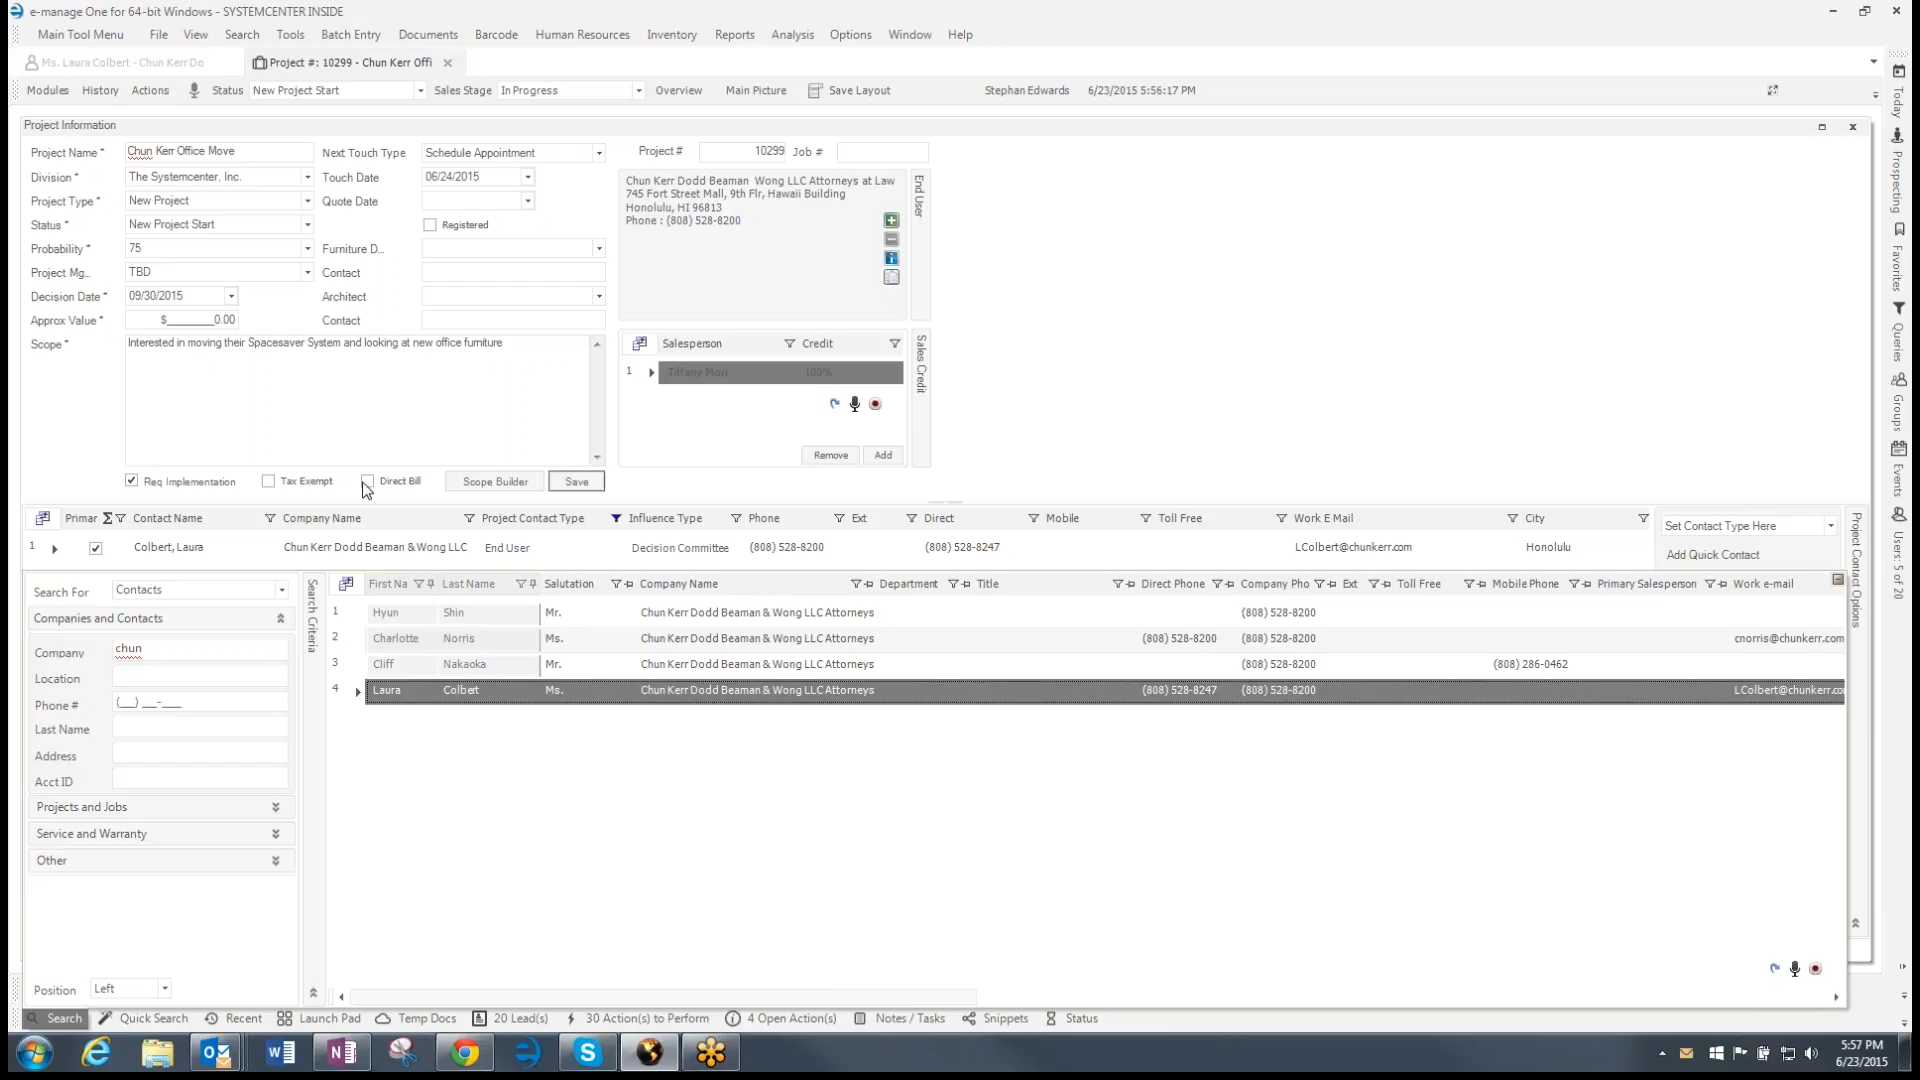 e-manage One for 64-bit Windows - SYSTEMCENTER INSIDE
Main Tool Menu File View Search Tools Batch Entry Documents Barcode Human Resources Inventory Reports Analysis Options Window Help
Ms. Laura Colbert - Chun Kerr Do Project #: 10299 - Chun Kerr Offi
Modules History Actions Status New Project Start Sales Stage In Progress Overview Main Picture Save Layout Stephan Edwards 6/23/2015 5:56:17 PM
Project Information
Project Name * Chun Kerr Office Move Next Touch Type Schedule Appointment Project # 10299 Job #
Division * The Systemcenter, Inc. Touch Date 06/24/2015
Project Type * New Project Quote Date
Status * New Project Start Registered
Probability * 75 Furniture D...
Project Mg... TBD Contact
Decision Date * 09/30/2015 Architect
Approx Value * $________0.00 Contact
Scope * Interested in moving their Spacesaver System and looking at new office furniture
Chun Kerr Dodd Beaman Wong LLC Attorneys at Law
745 Fort Street Mall, 9th Flr, Hawaii Building
Honolulu, HI 96813
Phone : (808) 528-8200
End User
Salesperson Credit
1 Tiffany Mori 100%
Remove Add
Sales Credit
Req Implementation Tax Exempt Direct Bill Scope Builder Save
Primar Contact Name Company Name Project Contact Type Influence Type Phone Ext Direct Mobile Toll Free Work E Mail City
1 Colbert, Laura Chun Kerr Dodd Beaman & Wong LLC End User Decision Committee (808) 528-8200 (808) 528-8247 LColbert@chunkerr.com Honolulu
Set Contact Type Here
Add Quick Contact
Project Contact Options
Search For Contacts
Companies and Contacts
Company chun
Location
Phone # (___) ___-____
Last Name
Address
Acct ID
Projects and Jobs
Service and Warranty
Other
Position Left
Search Criteria
First Na Last Name Salutation Company Name Department Title Direct Phone Company Pho Ext Toll Free Mobile Phone Primary Salesperson Work e-mail
1 Hyun Shin Mr. Chun Kerr Dodd Beaman & Wong LLC Attorneys (808) 528-8200
2 Charlotte Norris Ms. Chun Kerr Dodd Beaman & Wong LLC Attorneys (808) 528-8200 (808) 528-8200 cnorris@chunkerr.com
3 Cliff Nakaoka Mr. Chun Kerr Dodd Beaman & Wong LLC Attorneys (808) 528-8200 (808) 286-0462
4 Laura Colbert Ms. Chun Kerr Dodd Beaman & Wong LLC Attorneys (808) 528-8247 (808) 528-8200 LColbert@chunkerr.co
Today
Prospecting
Favorites
Queries
Groups
Events
Users: 5 of 20
Search Quick Search Recent Launch Pad Temp Docs 20 Lead(s) 30 Action(s) to Perform 4 Open Action(s) Notes / Tasks Snippets Status
5:57 PM
6/23/2015